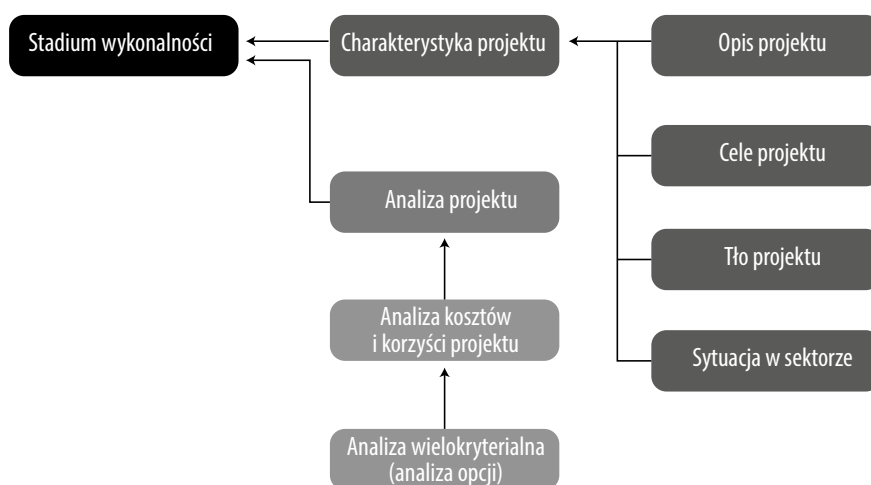 Stadium wykonalności
Charakterystyka projektu
Opis projektu
Cele projektu
Analiza projektu
Tło projektu
Analiza kosztów
i korzyści projektu
Sytuacja w sektorze
Analiza wielokryterialna
(analiza opcji)